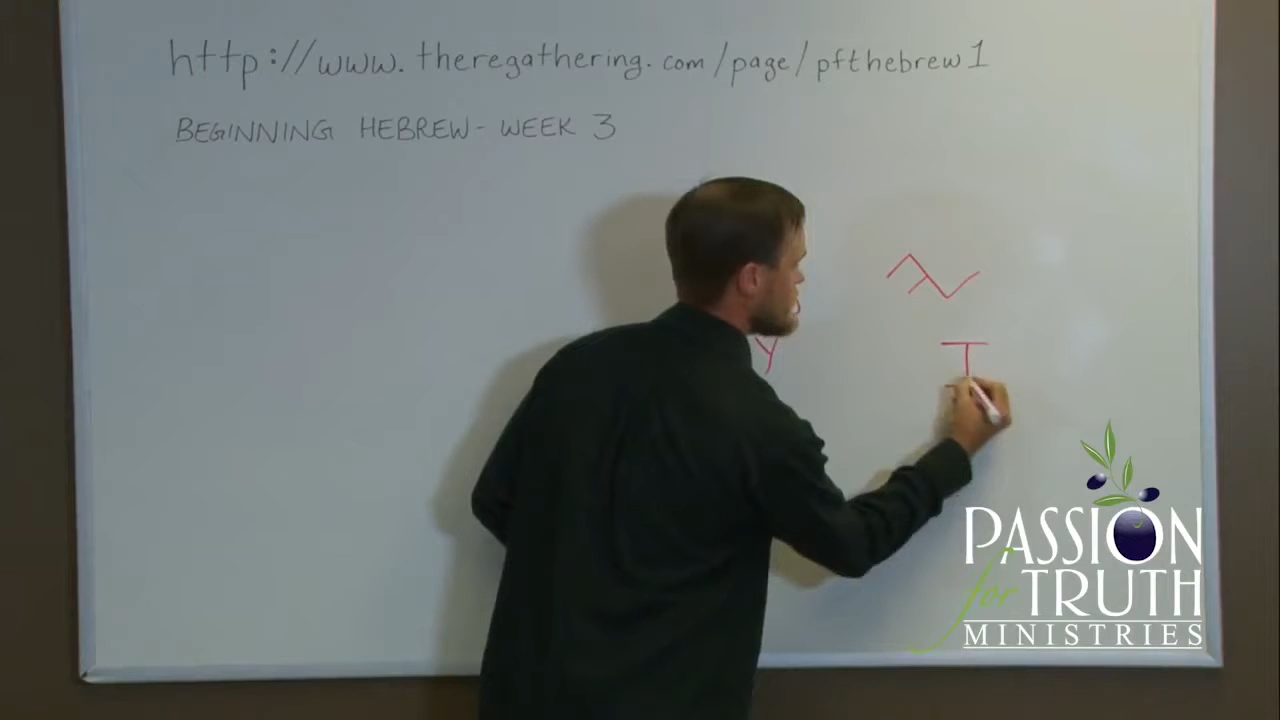 http://www.theregathering.com/page/pfthebrew1
BEGINNING HEBREW- WEEK 3
Y
T
PASSION
for TRUTH
MINISTRIES